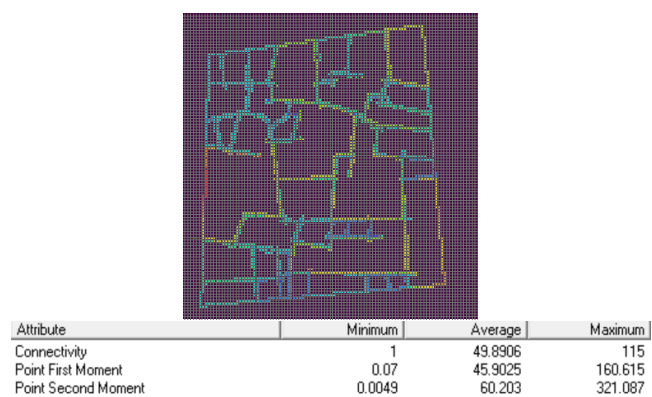 Attribute Minimum Average Maximum
Connectivity 1 49.8906 115
Point First Moment 0.07 45.9025 160.615
Point Second Moment 0.0049 60.203 321.087